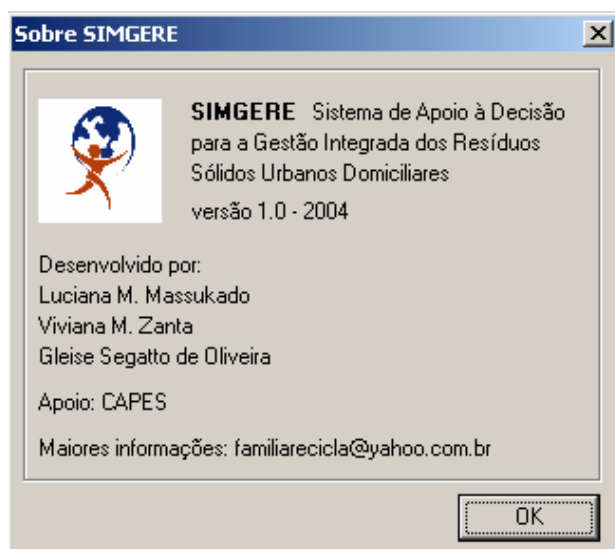 Sobre SIMGERE
SIMGERE Sistema de Apoio à Decisão
para a Gestão Integrada dos Resíduos
Sólidos Urbanos Domiciliares
versão 1.0 - 2004
Desenvolvido por:
Luciana M. Massukado
Viviana M. Zanta
Gleise Segatto de Oliveira
Apoio: CAPES
Maiores informações: familiarecicla@yahoo.com.br
OK